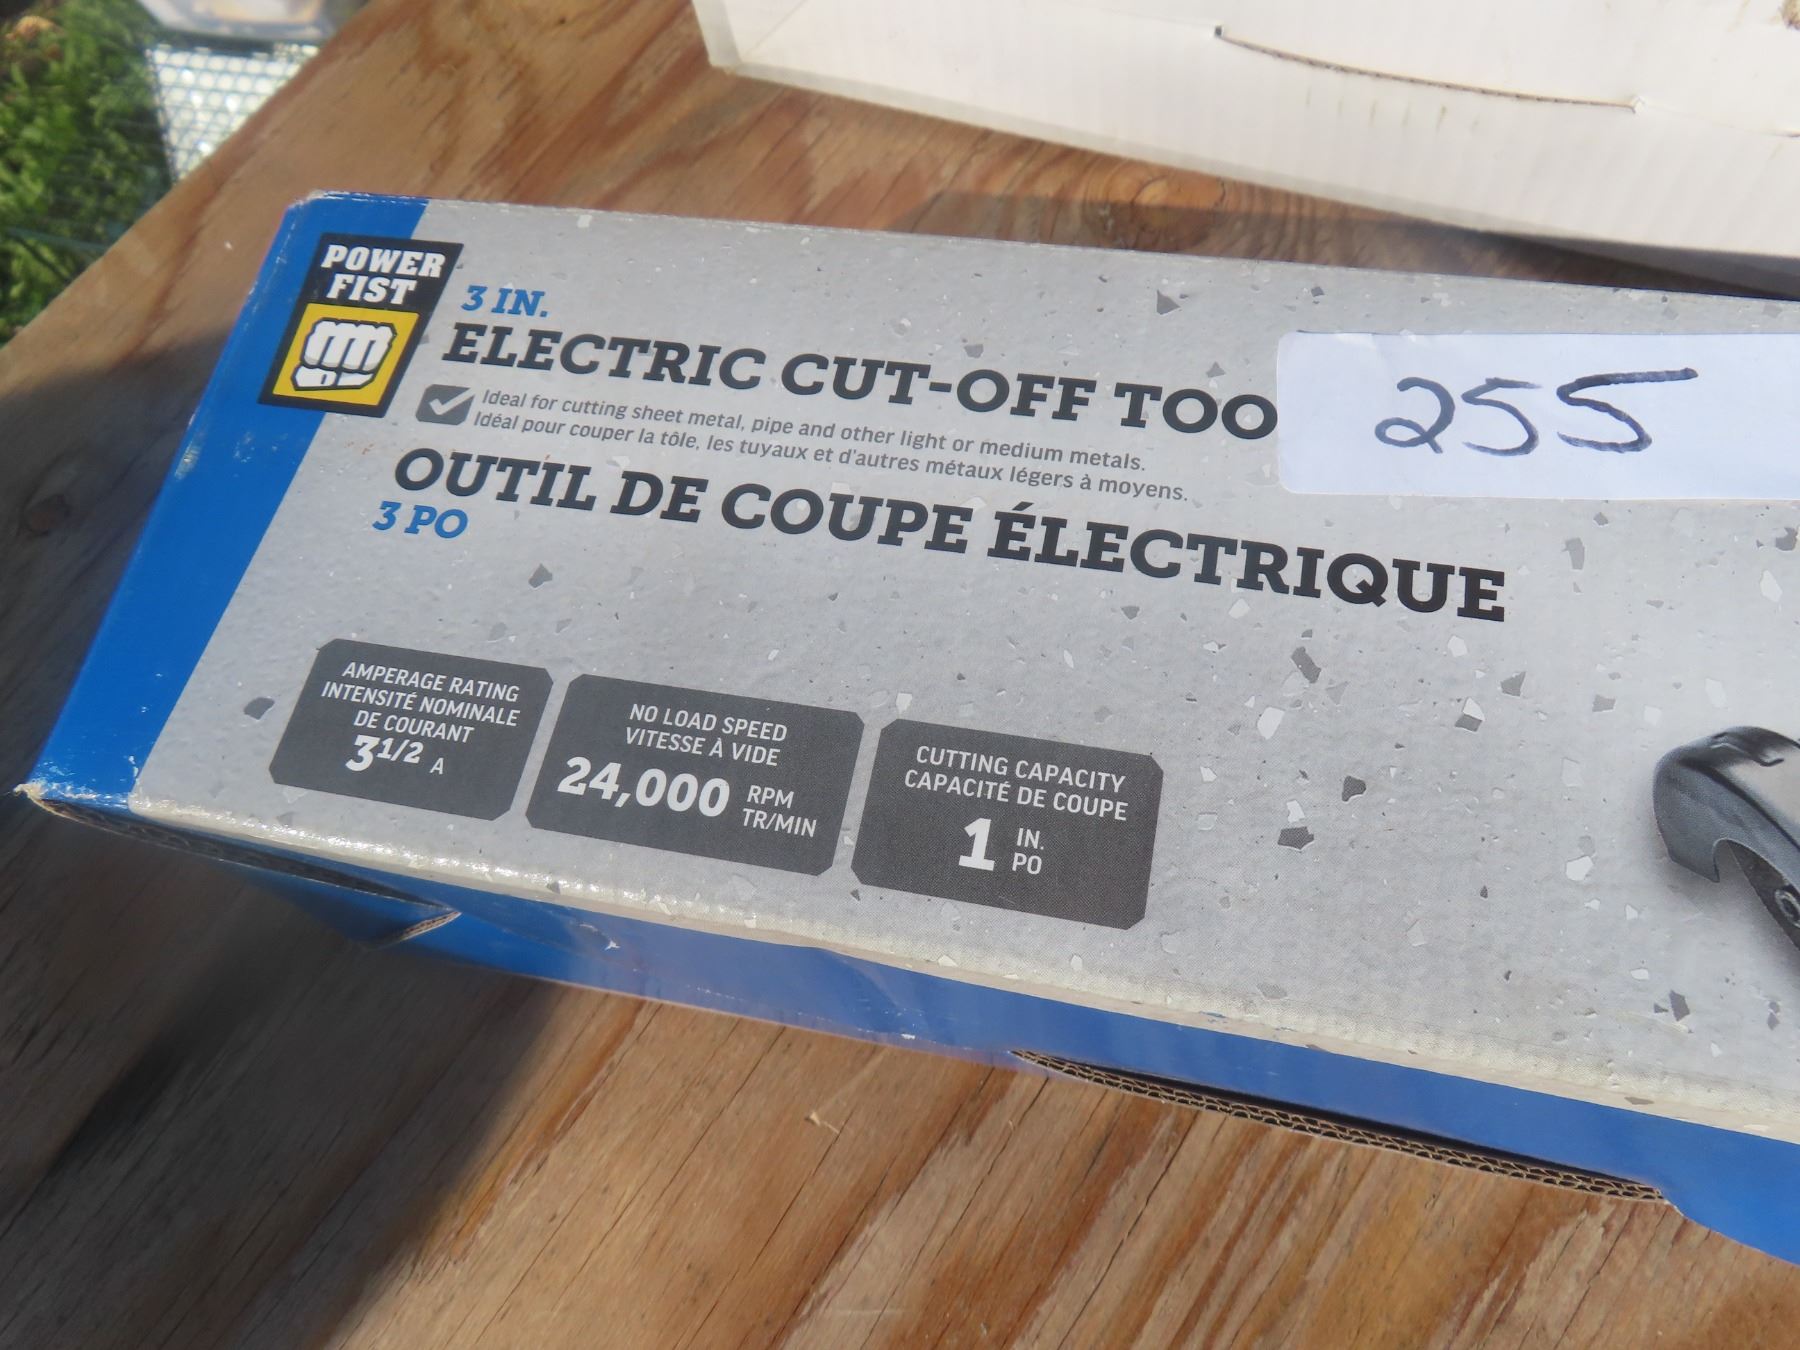 POWER
FIST
3 IN.
ELECTRIC CUT-OFF TOO
255
Ideal for cutting sheet metal, pipe and other light or medium metals.
Idéal pour couper la tôle, les tuyaux et d'autres métaux légers à moyens.
OUTIL DE COUPE ÉLECTRIQUE
3 PO
AMPERAGE RATING
INTENSITÉ NOMINALE
DE COURANT
3 1/2 A
NO LOAD SPEED
VITESSE À VIDE
24,000 RPM
TR/MIN
CUTTING CAPACITY
CAPACITÉ DE COUPE
1 IN.
PO